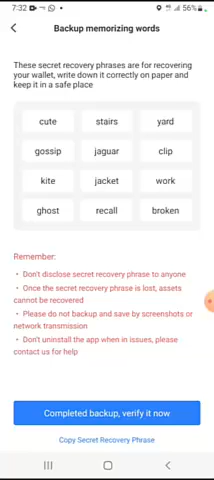 7:32 56%
Backup memorizing words
These secret recovery phrases are for recovering
your wallet, write down it correctly on paper and
keep it in a safe place
cute stairs yard
gossip jaguar clip
kite jacket work
ghost recall broken
Remember:
• Don't disclose secret recovery phrase to anyone
• Once the secret recovery phrase is lost, assets
cannot be recovered
• Please do not backup and save by screenshots or
network transmission
• Don't uninstall the app when in issues, please
contact us for help
Completed backup, verify it now
Copy Secret Recovery Phrase